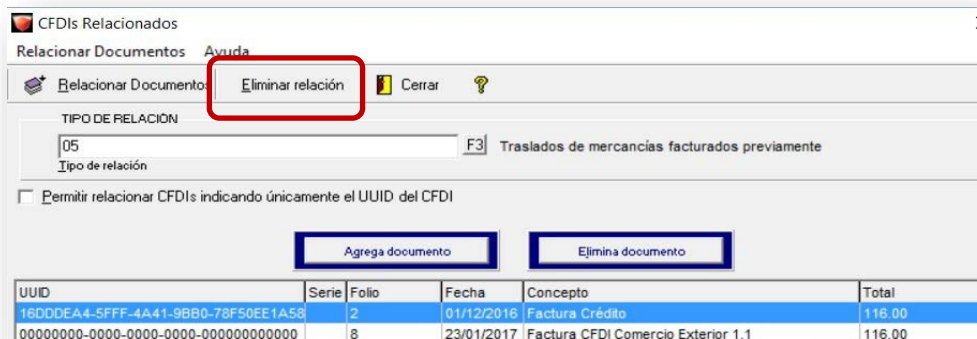 CFDIs Relacionados
Relacionar Documentos Ayuda
Relacionar Documento Eliminar relación Cerrar
TIPO DE RELACIÓN
05 F3 Traslados de mercancías facturados previamente
Tipo de relación
Permitir relacionar CFDIs indicando únicamente el UUID del CFDI
Agrega documento Elimina documento
UUID Serie Folio Fecha Concepto Total
16DDDEA4-5FFF-4A41-9BB0-78F50EE1A58 2 01/12/2016 Factura Crédito 116.00
00000000-0000-0000-0000-000000000000 8 23/01/2017 Factura CFDI Comercio Exterior 1.1 116.00